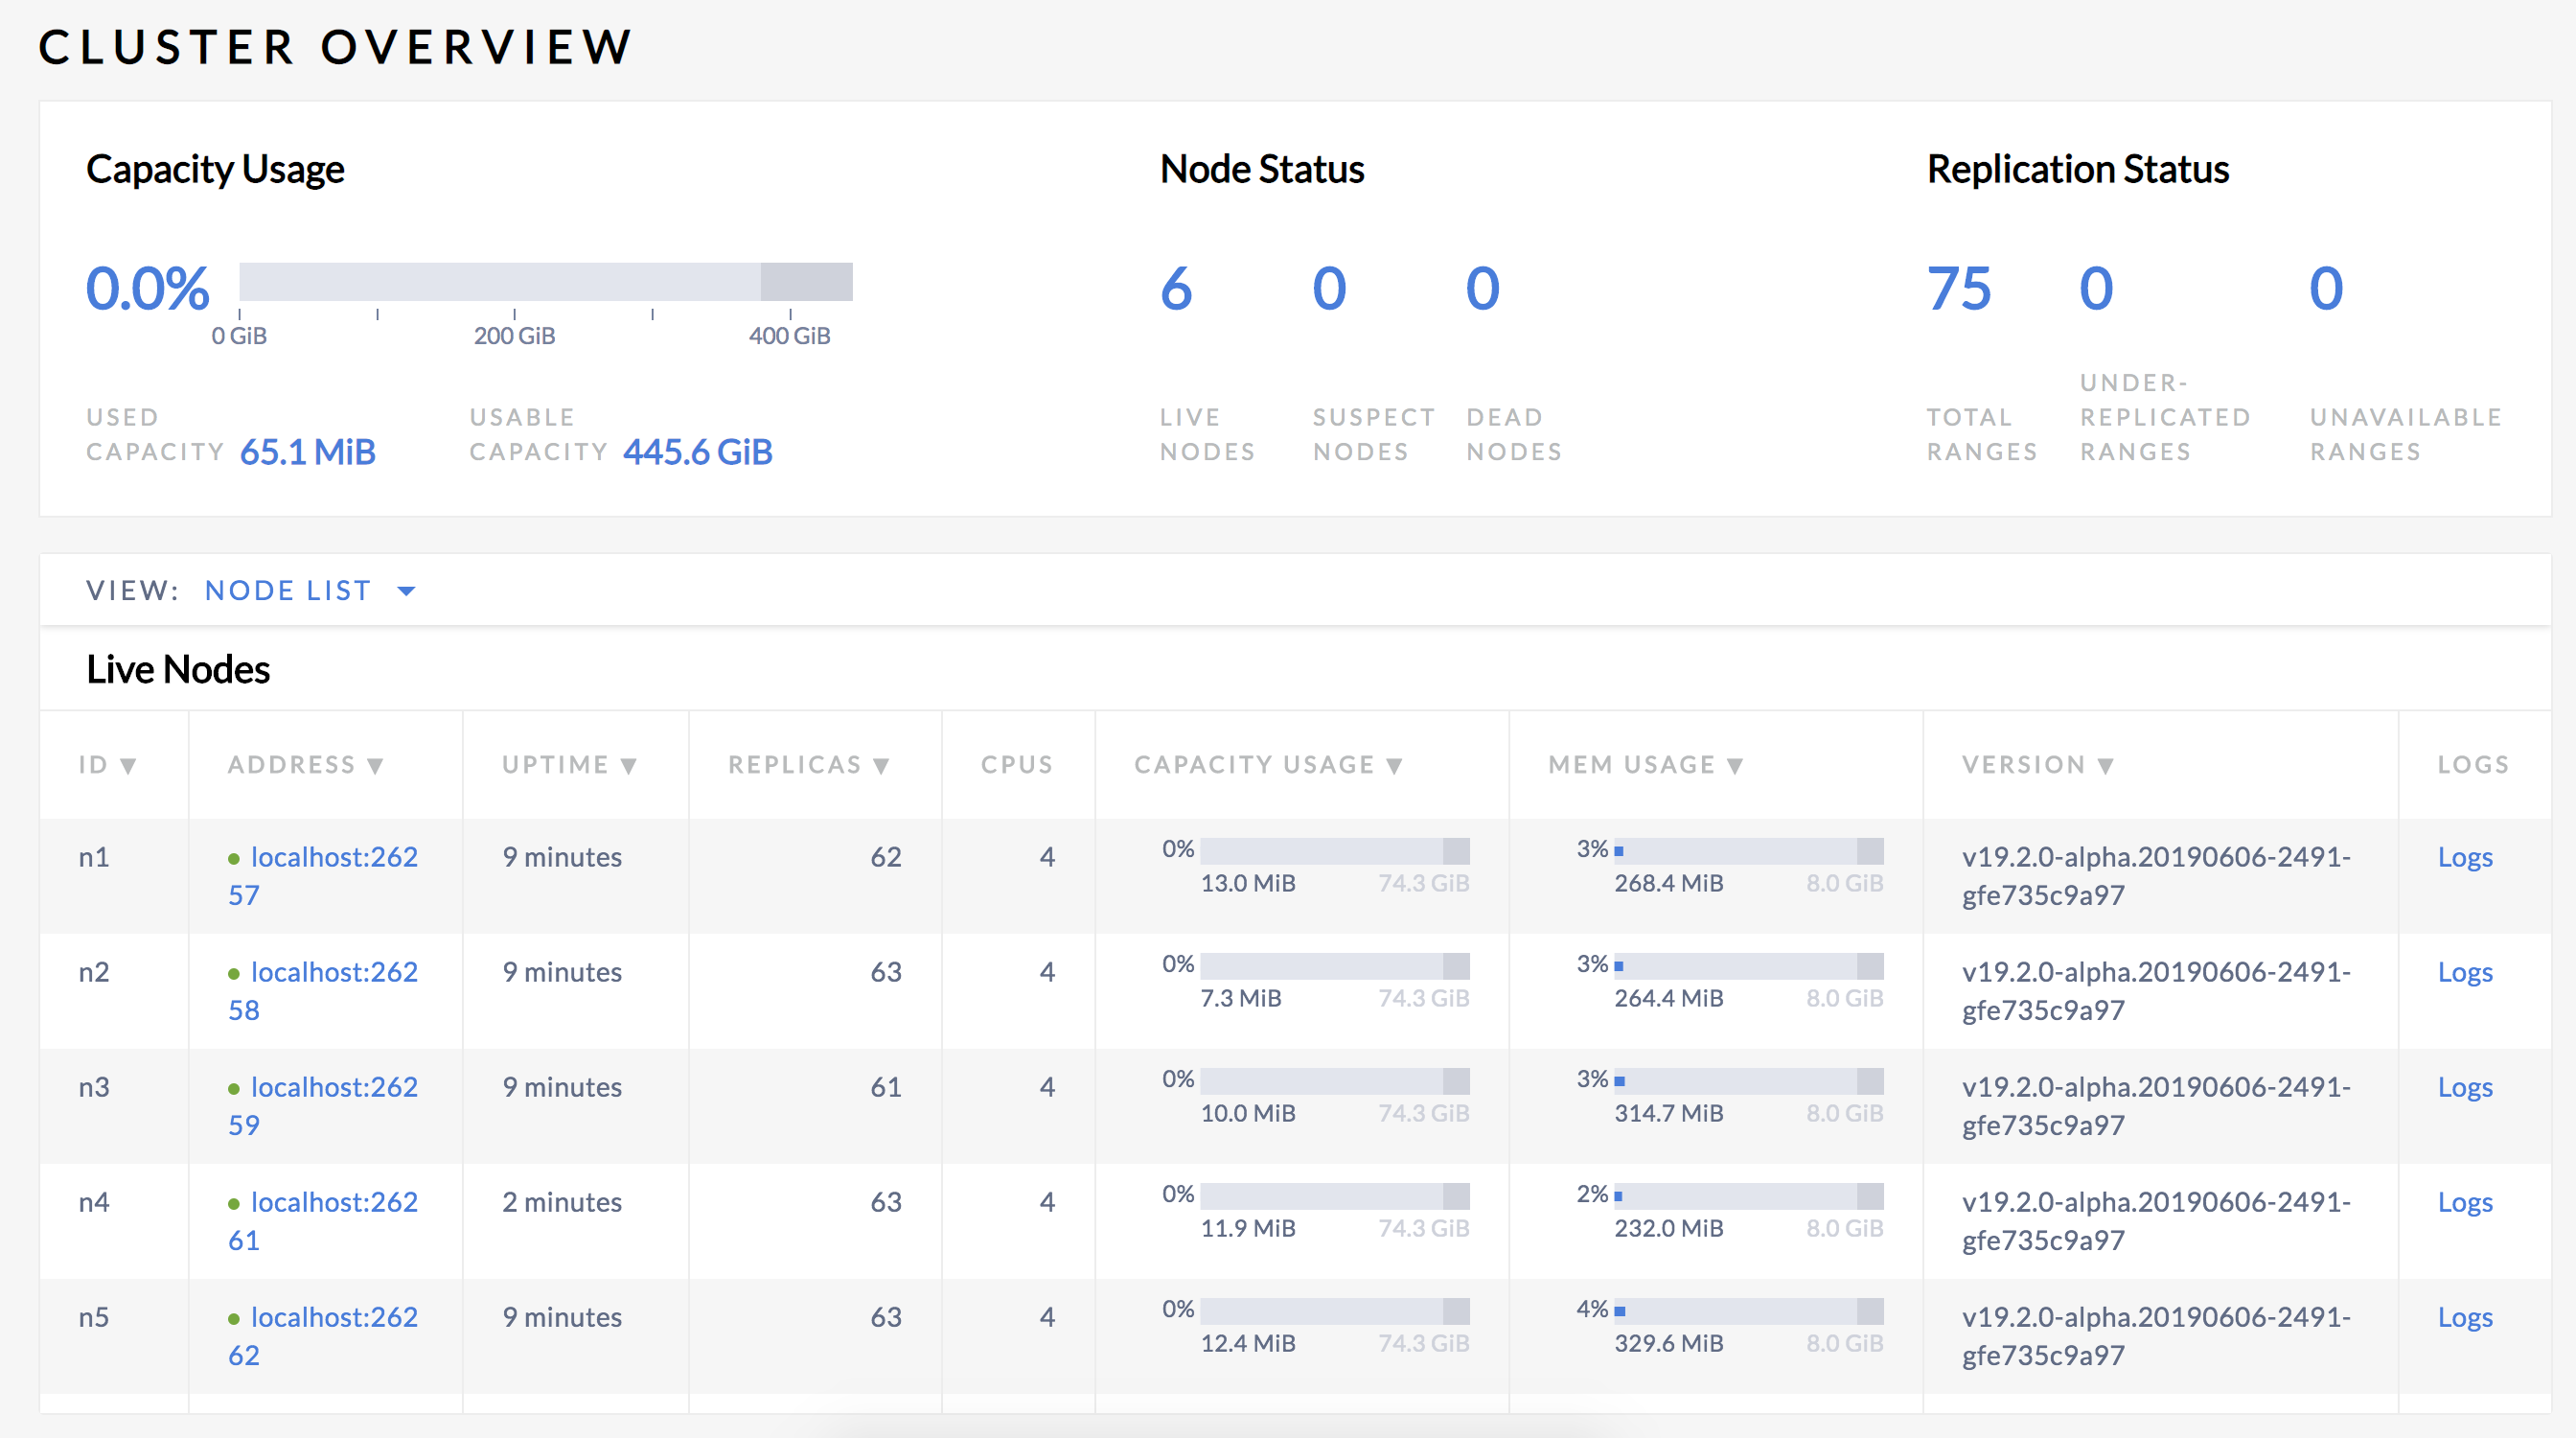 CLUSTER OVERVIEW
Capacity Usage
0.0%
0 GiB 200 GiB 400 GiB
USED
CAPACITY 65.1 MiB
USABLE
CAPACITY 445.6 GiB
Node Status
6 0 0
LIVE
NODES
SUSPECT
NODES
DEAD
NODES
Replication Status
75 0 0
TOTAL
RANGES
UNDER-
REPLICATED
RANGES
UNAVAILABLE
RANGES
VIEW: NODE LIST
Live Nodes
ID ▼ ADDRESS ▼ UPTIME ▼ REPLICAS ▼ CPUS CAPACITY USAGE ▼ MEM USAGE ▼ VERSION ▼ LOGS
n1 localhost:262 9 minutes 62 4 0% 3% v19.2.0-alpha.20190606-2491- Logs
57 13.0 MiB 74.3 GiB 268.4 MiB 8.0 GiB gfe735c9a97
n2 localhost:262 9 minutes 63 4 0% 3% v19.2.0-alpha.20190606-2491- Logs
58 7.3 MiB 74.3 GiB 264.4 MiB 8.0 GiB gfe735c9a97
n3 localhost:262 9 minutes 61 4 0% 3% v19.2.0-alpha.20190606-2491- Logs
59 10.0 MiB 74.3 GiB 314.7 MiB 8.0 GiB gfe735c9a97
n4 localhost:262 2 minutes 63 4 0% 2% v19.2.0-alpha.20190606-2491- Logs
61 11.9 MiB 74.3 GiB 232.0 MiB 8.0 GiB gfe735c9a97
n5 localhost:262 9 minutes 63 4 0% 4% v19.2.0-alpha.20190606-2491- Logs
62 12.4 MiB 74.3 GiB 329.6 MiB 8.0 GiB gfe735c9a97